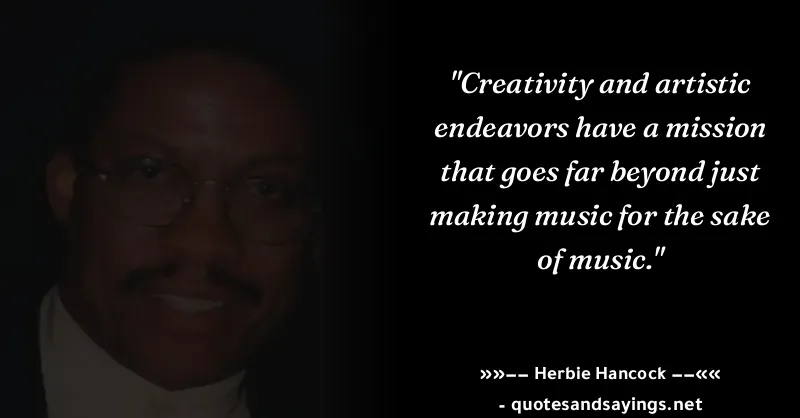 "Creativity and artistic
endeavors have a mission
that goes far beyond just
making music for the sake
of music."
»»−− Herbie Hancock −−««
- quotesandsayings.net